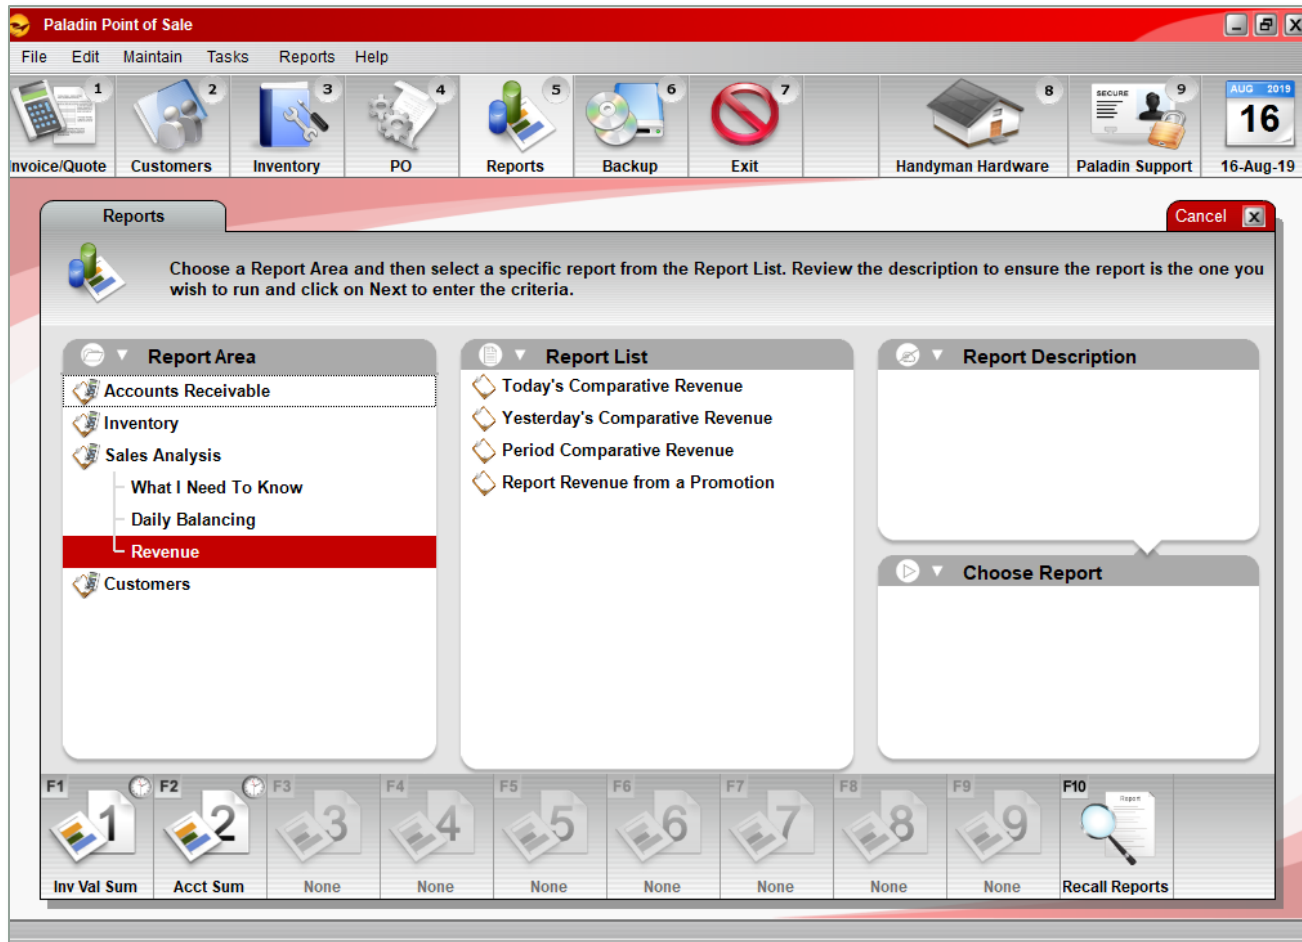 Paladin Point of Sale
File Edit Maintain Tasks Reports Help
1 2 3 4 5 6 7 8 9
SECURE
AUG 2019
16
nvoice/Quote Customers Inventory PO Reports Backup Exit Handyman Hardware Paladin Support 16-Aug-19
Reports
Cancel
Choose a Report Area and then select a specific report from the Report List. Review the description to ensure the report is the one you
wish to run and click on Next to enter the criteria.
Report Area
Accounts Receivable
Inventory
Sales Analysis
What I Need To Know
Daily Balancing
Revenue
Customers
Report List
Today's Comparative Revenue
Yesterday's Comparative Revenue
Period Comparative Revenue
Report Revenue from a Promotion
Report Description
Choose Report
F1 F2 F3 F4 F5 F6 F7 F8 F9 F10
Report
1 2 3 4 5 6 7 8 9
Inv Val Sum Acct Sum None None None None None None None Recall Reports